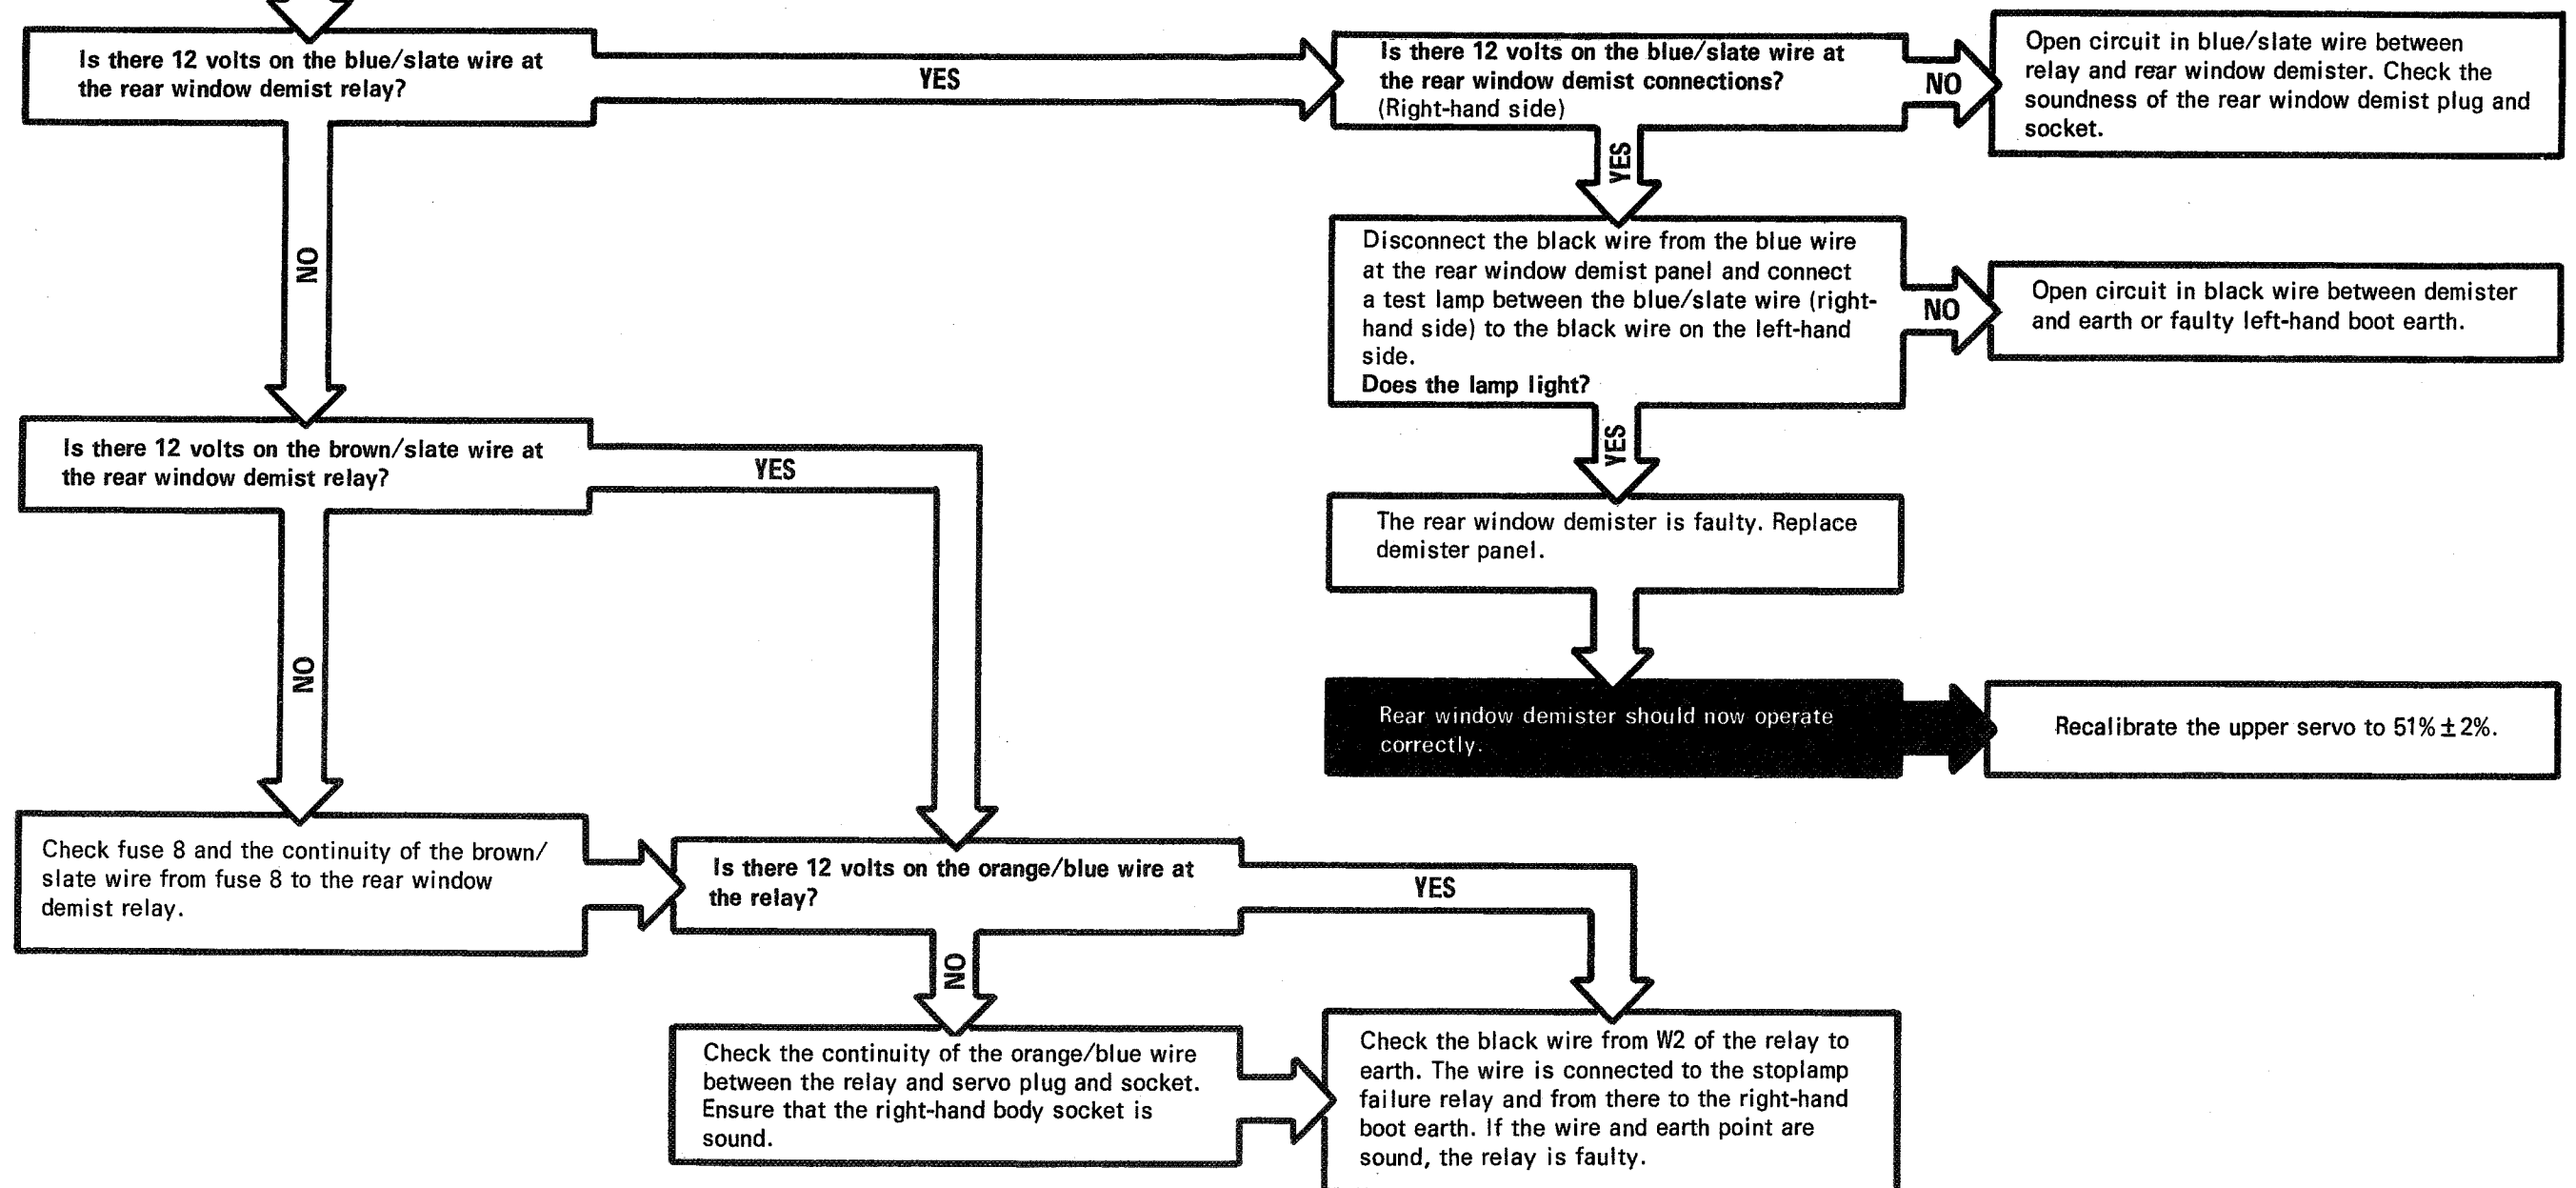 Is there 12 volts on the blue/slate wire at
the rear window demist relay?
YES
Is there 12 volts on the blue/slate wire at
the rear window demist connections?
(Right-hand side)
NO
Open circuit in blue/slate wire between
relay and rear window demister. Check the
soundness of the rear window demist plug and
socket.
YES
NO
Disconnect the black wire from the blue wire
at the rear window demist panel and connect
a test lamp between the blue/slate wire (right-
hand side) to the black wire on the left-hand
side.
Does the lamp light?
NO
Open circuit in black wire between demister
and earth or faulty left-hand boot earth.
YES
Is there 12 volts on the brown/slate wire at
the rear window demist relay?
YES
The rear window demister is faulty. Replace
demister panel.
NO
Rear window demister should now operate
correctly.
Recalibrate the upper servo to 51% ± 2%.
Check fuse 8 and the continuity of the brown/
slate wire from fuse 8 to the rear window
demist relay.
Is there 12 volts on the orange/blue wire at
the relay?
YES
NO
Check the continuity of the orange/blue wire
between the relay and servo plug and socket.
Ensure that the right-hand body socket is
sound.
Check the black wire from W2 of the relay to
earth. The wire is connected to the stoplamp
failure relay and from there to the right-hand
boot earth. If the wire and earth point are
sound, the relay is faulty.